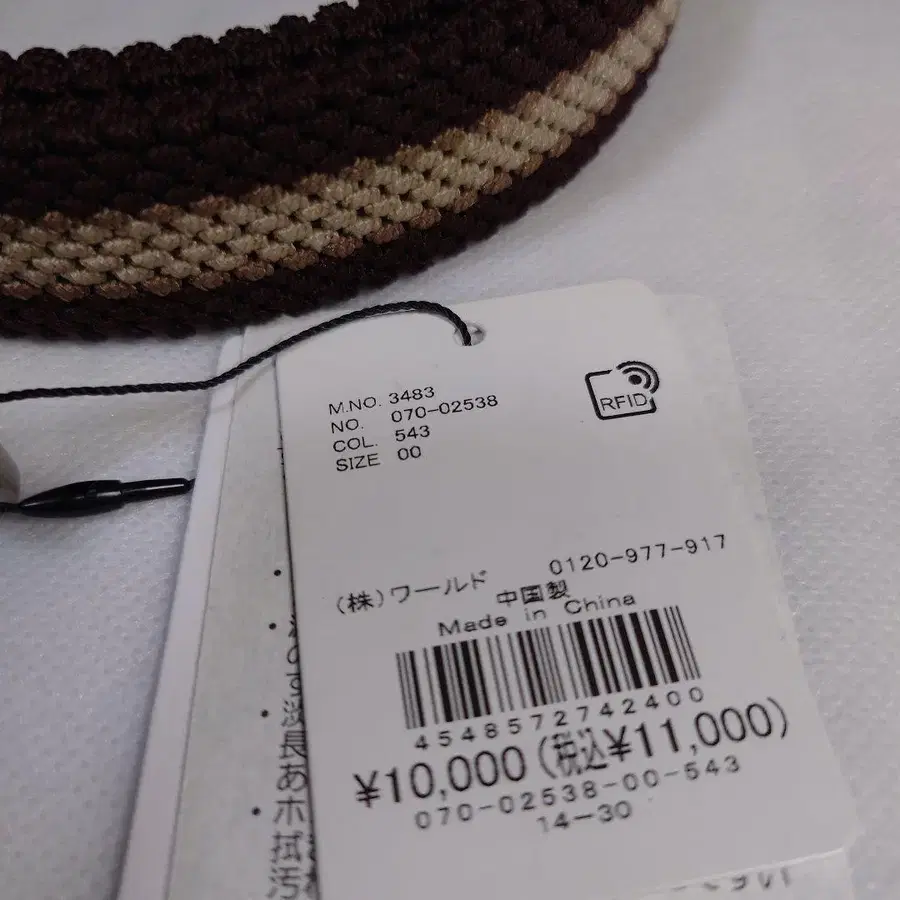 M.NO. 3483
NO. 070-02538
COL. 543
SIZE 00
RFID
0120-977-917
(株)ワールド
中国製
Made in China
4548572742400
¥10,000(税込¥11,000)
070-02538-00-543
14-30